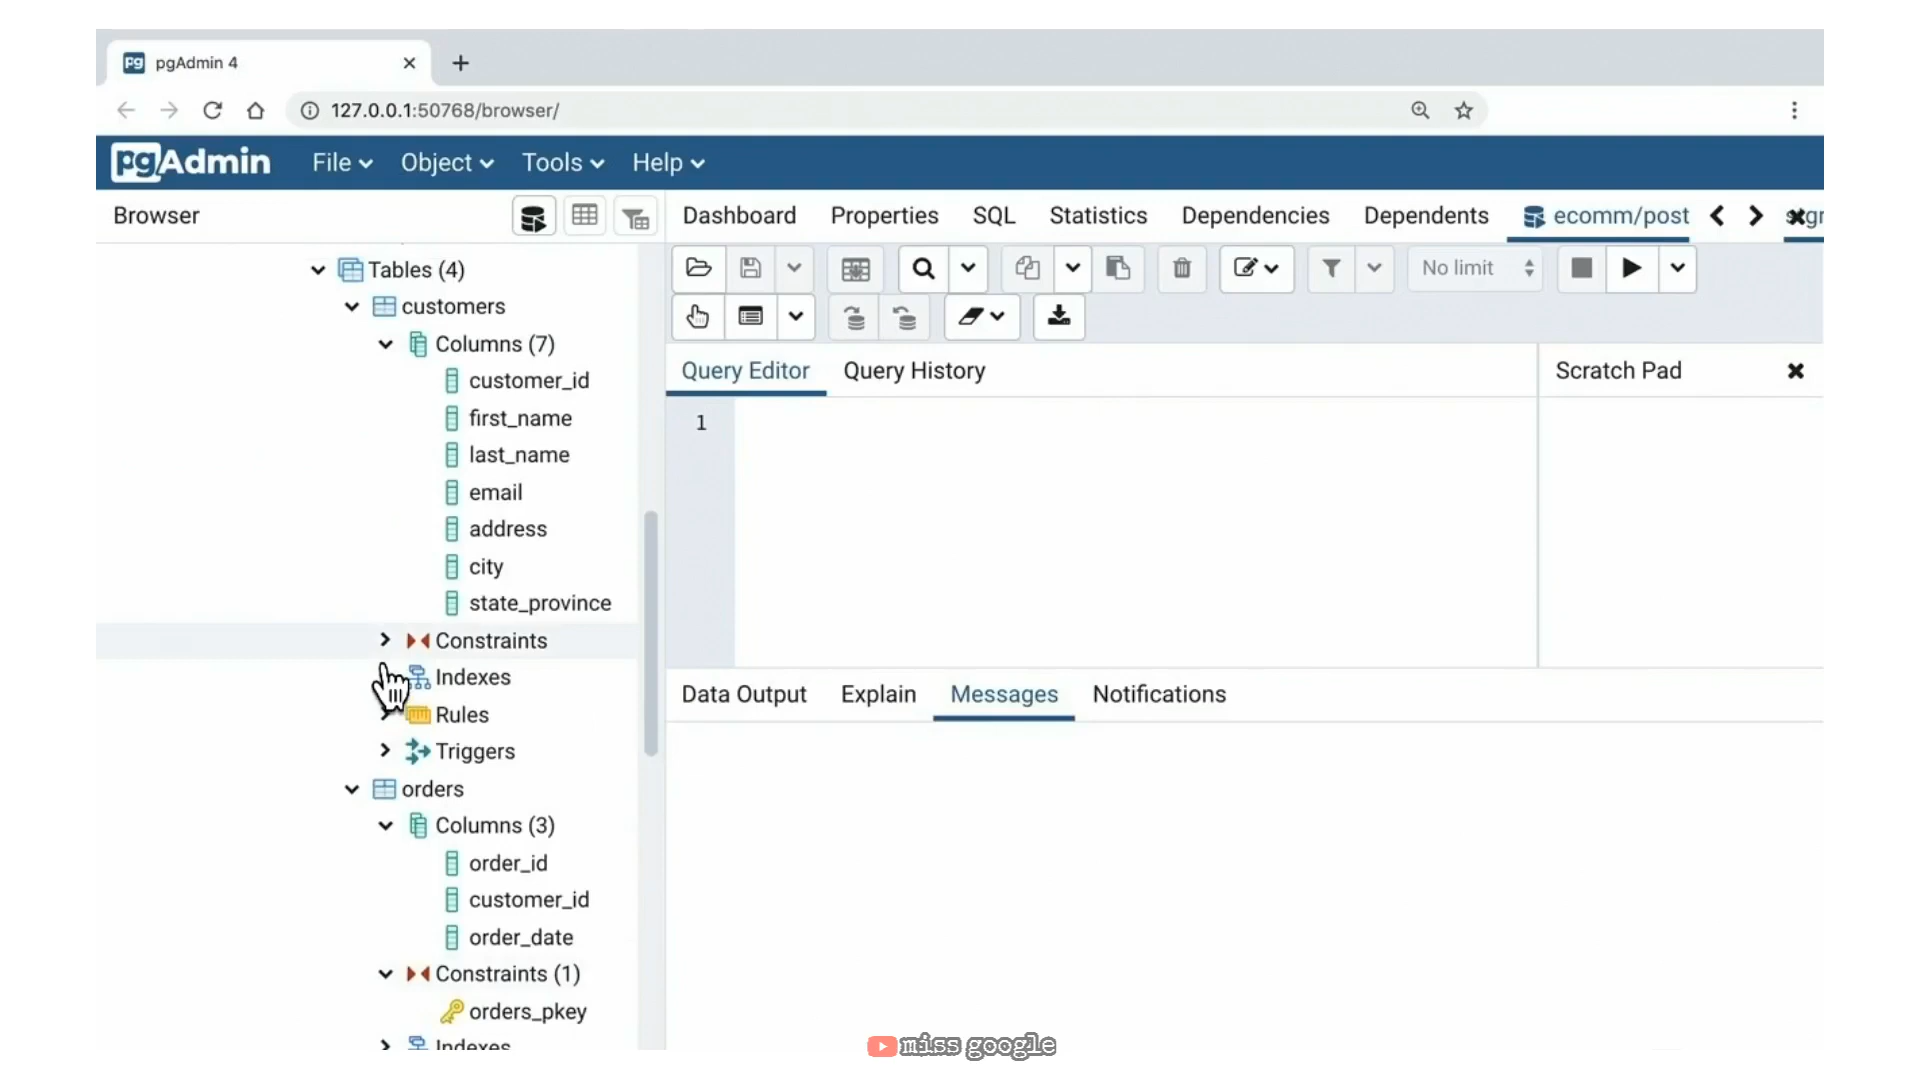 pgAdmin 4
127.0.0.1:50768/browser/
pgAdmin File Object Tools Help
Browser
Dashboard Properties SQL Statistics Dependencies Dependents ecomm/post
No limit
Tables (4)
customers
Columns (7)
customer_id
first_name
last_name
email
address
city
state_province
Constraints
Indexes
Rules
Triggers
orders
Columns (3)
order_id
customer_id
order_date
Constraints (1)
orders_pkey
Indexes
Query Editor Query History
Scratch Pad
1
Data Output Explain Messages Notifications
miss google